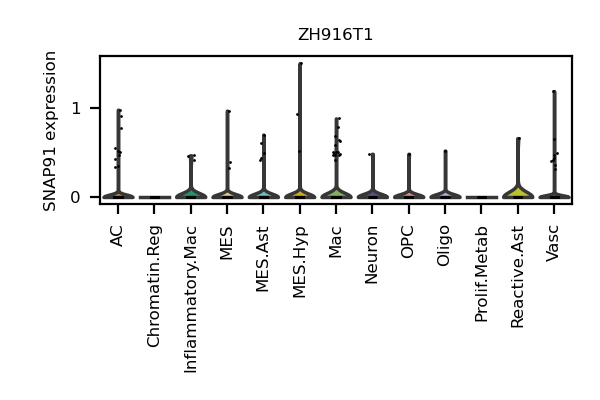 ZH916T1
SNAP91 expression
1
0
AC
Chromatin.Reg
Inflammatory.Mac
MES
MES.Ast
MES.Hyp
Mac
Neuron
OPC
Oligo
Prolif.Metab
Reactive.Ast
Vasc